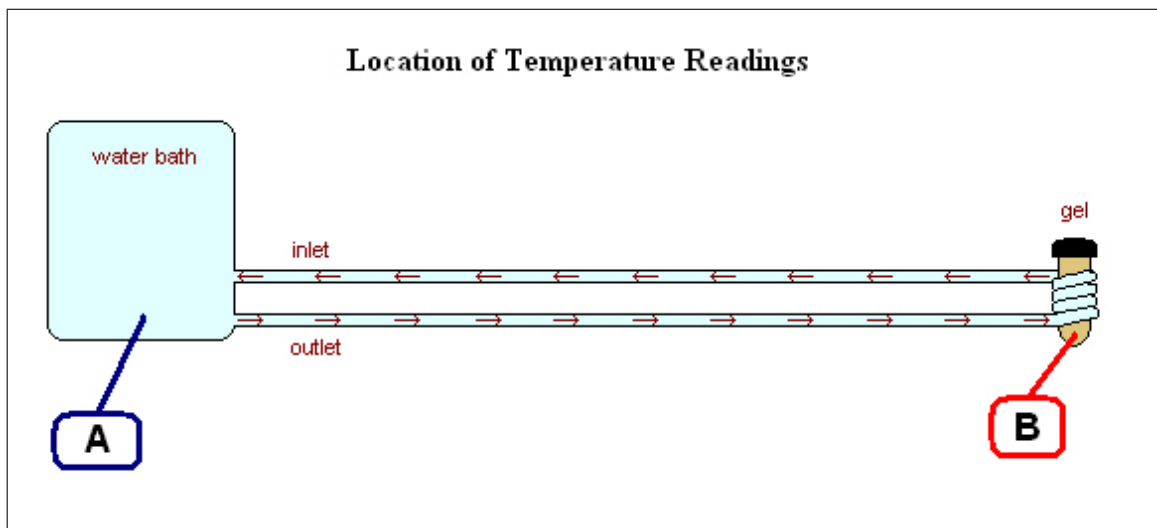 Location of Temperature Readings
water bath
gel
inlet
outlet
A
B